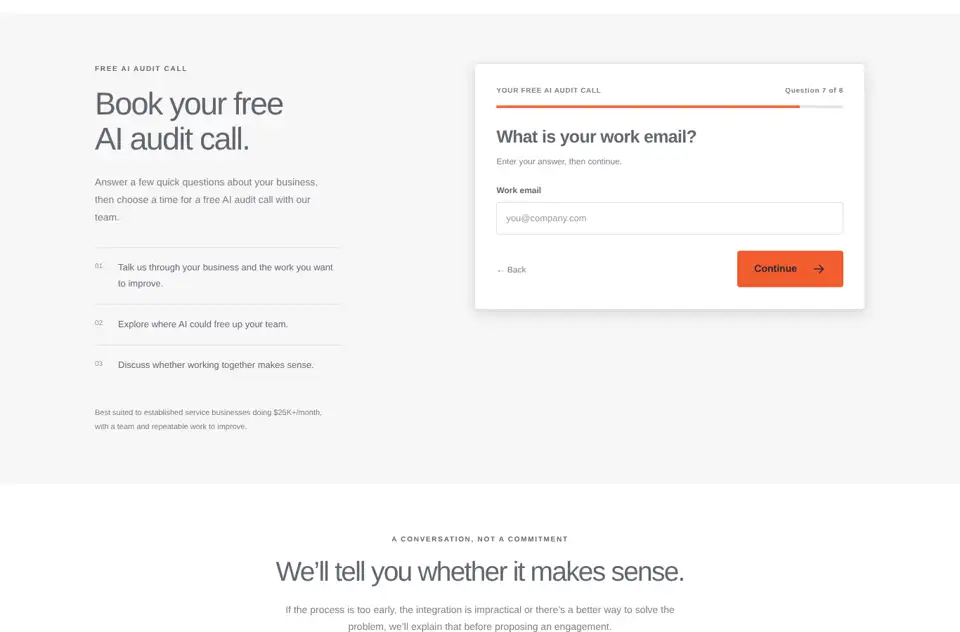 FREE AI AUDIT CALL
Book your free
AI audit call.
Answer a few quick questions about your business,
then choose a time for a free AI audit call with our
team.
01 Talk us through your business and the work you want
to improve.
02 Explore where AI could free up your team.
03 Discuss whether working together makes sense.
Best suited to established service businesses doing $25K+/month,
with a team and repeatable work to improve.
YOUR FREE AI AUDIT CALL Question 7 of 8
What is your work email?
Enter your answer, then continue.
Work email
you@company.com
← Back Continue →
A CONVERSATION, NOT A COMMITMENT
We’ll tell you whether it makes sense.
If the process is too early, the integration is impractical or there’s a better way to solve the
problem, we’ll explain that before proposing an engagement.